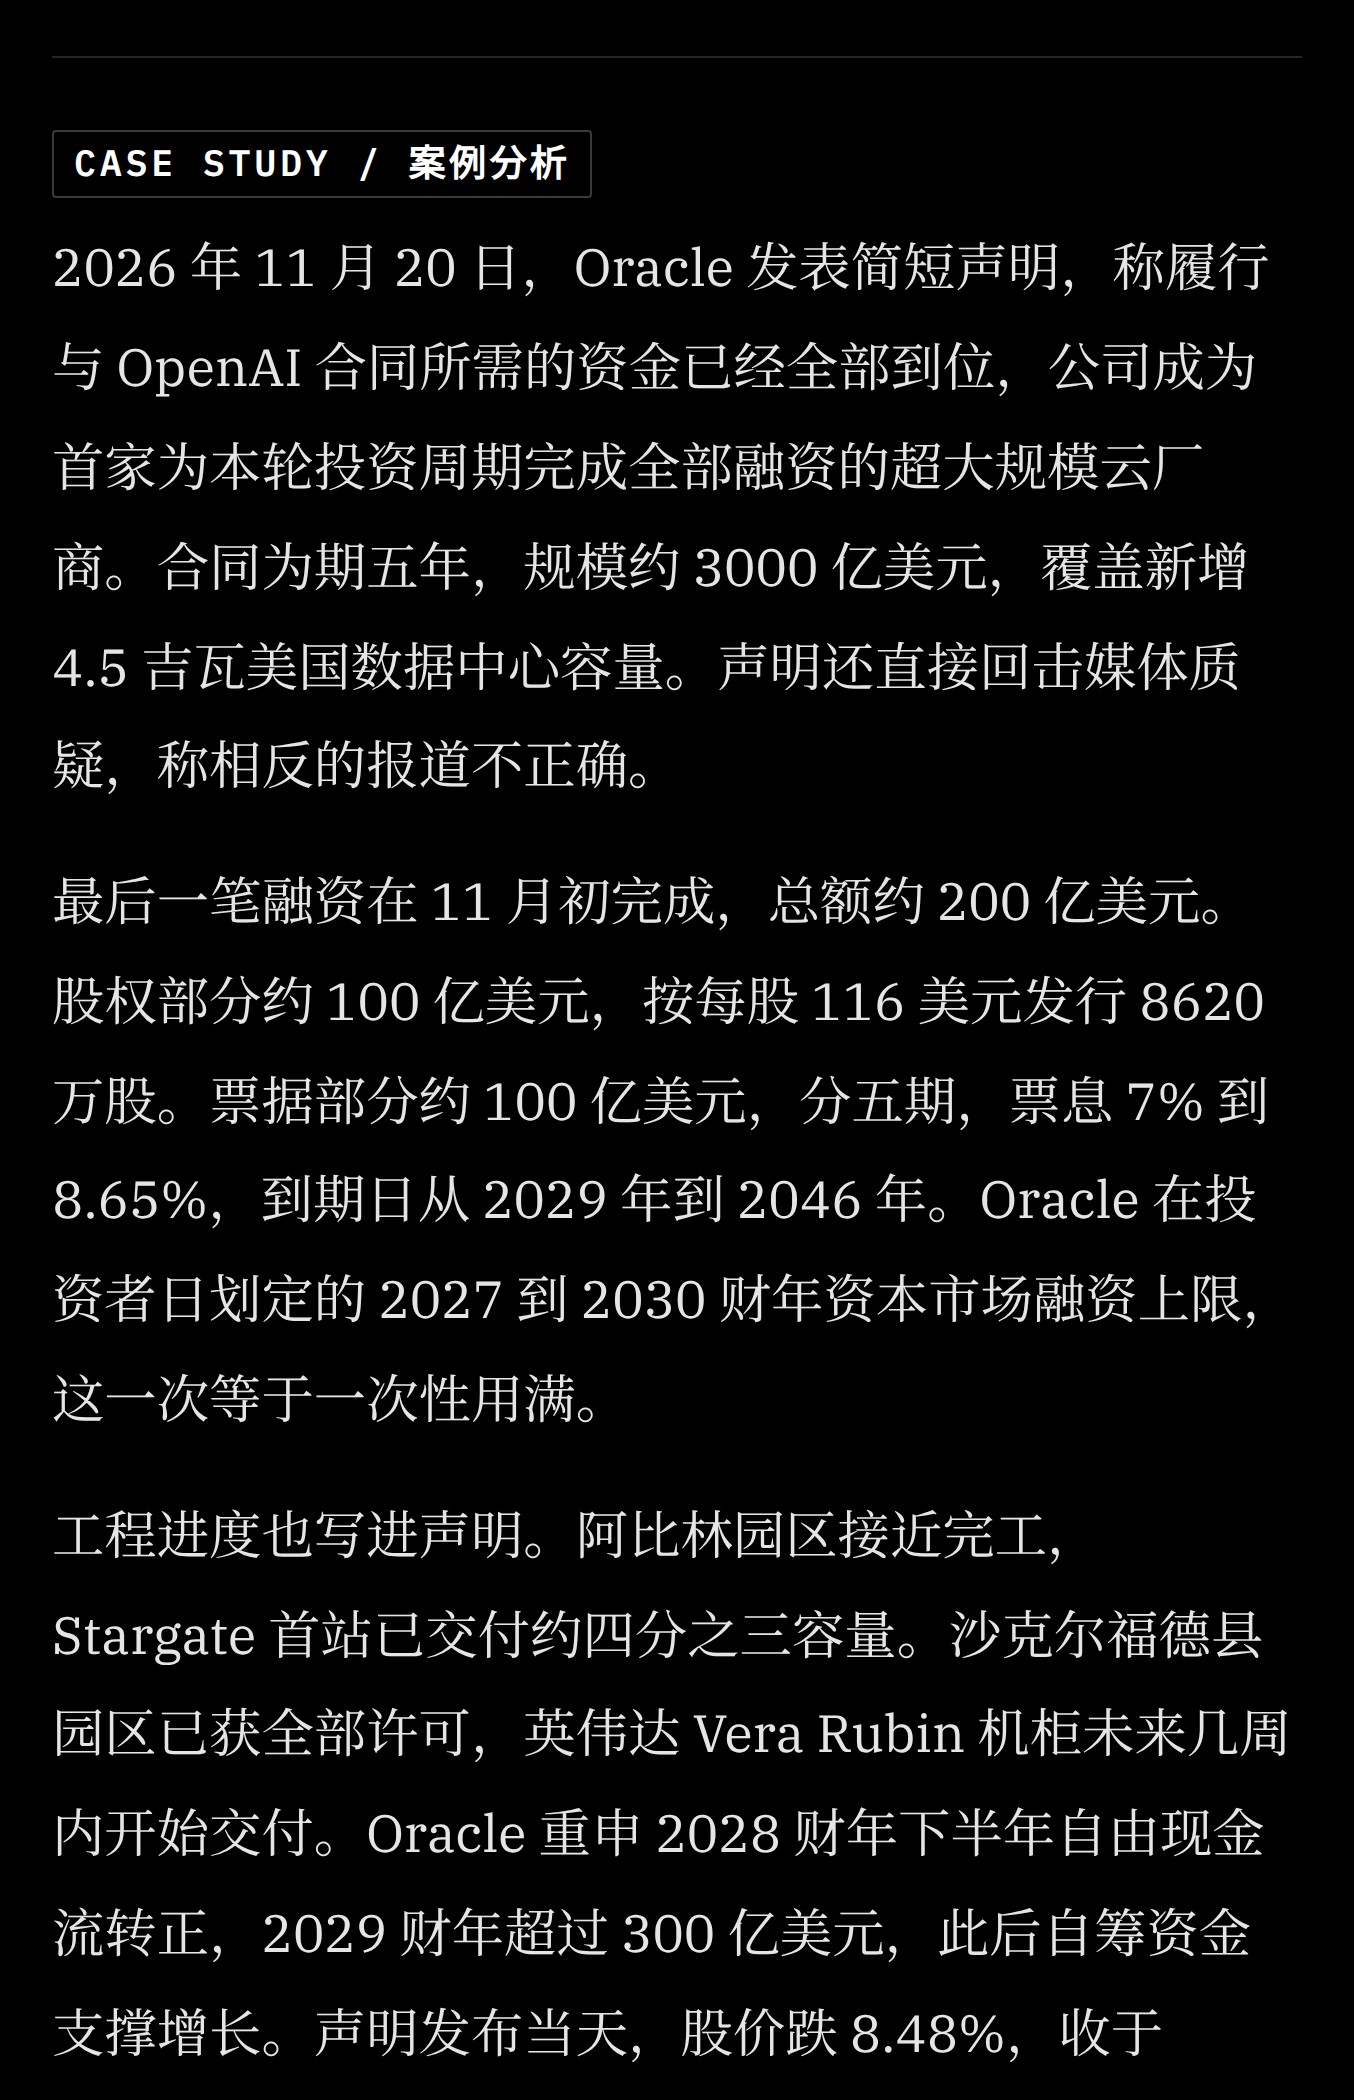 CASE STUDY / 案例分析
2026 年 11 月 20 日，Oracle 发表简短声明，称履行
与 OpenAI 合同所需的资金已经全部到位，公司成为
首家为本轮投资周期完成全部融资的超大规模云厂
商。合同为期五年，规模约 3000 亿美元，覆盖新增
4.5 吉瓦美国数据中心容量。声明还直接回击媒体质
疑，称相反的报道不正确。
最后一笔融资在 11 月初完成，总额约 200 亿美元。
股权部分约 100 亿美元，按每股 116 美元发行 8620
万股。票据部分约 100 亿美元，分五期，票息 7% 到
8.65%，到期日从 2029 年到 2046 年。Oracle 在投
资者日划定的 2027 到 2030 财年资本市场融资上限，
这一次等于一次性用满。
工程进度也写进声明。阿比林园区接近完工，
Stargate 首站已交付约四分之三容量。沙克尔福德县
园区已获全部许可，英伟达 Vera Rubin 机柜未来几周
内开始交付。Oracle 重申 2028 财年下半年自由现金
流转正，2029 财年超过 300 亿美元，此后自筹资金
支撑增长。声明发布当天，股价跌 8.48%，收于